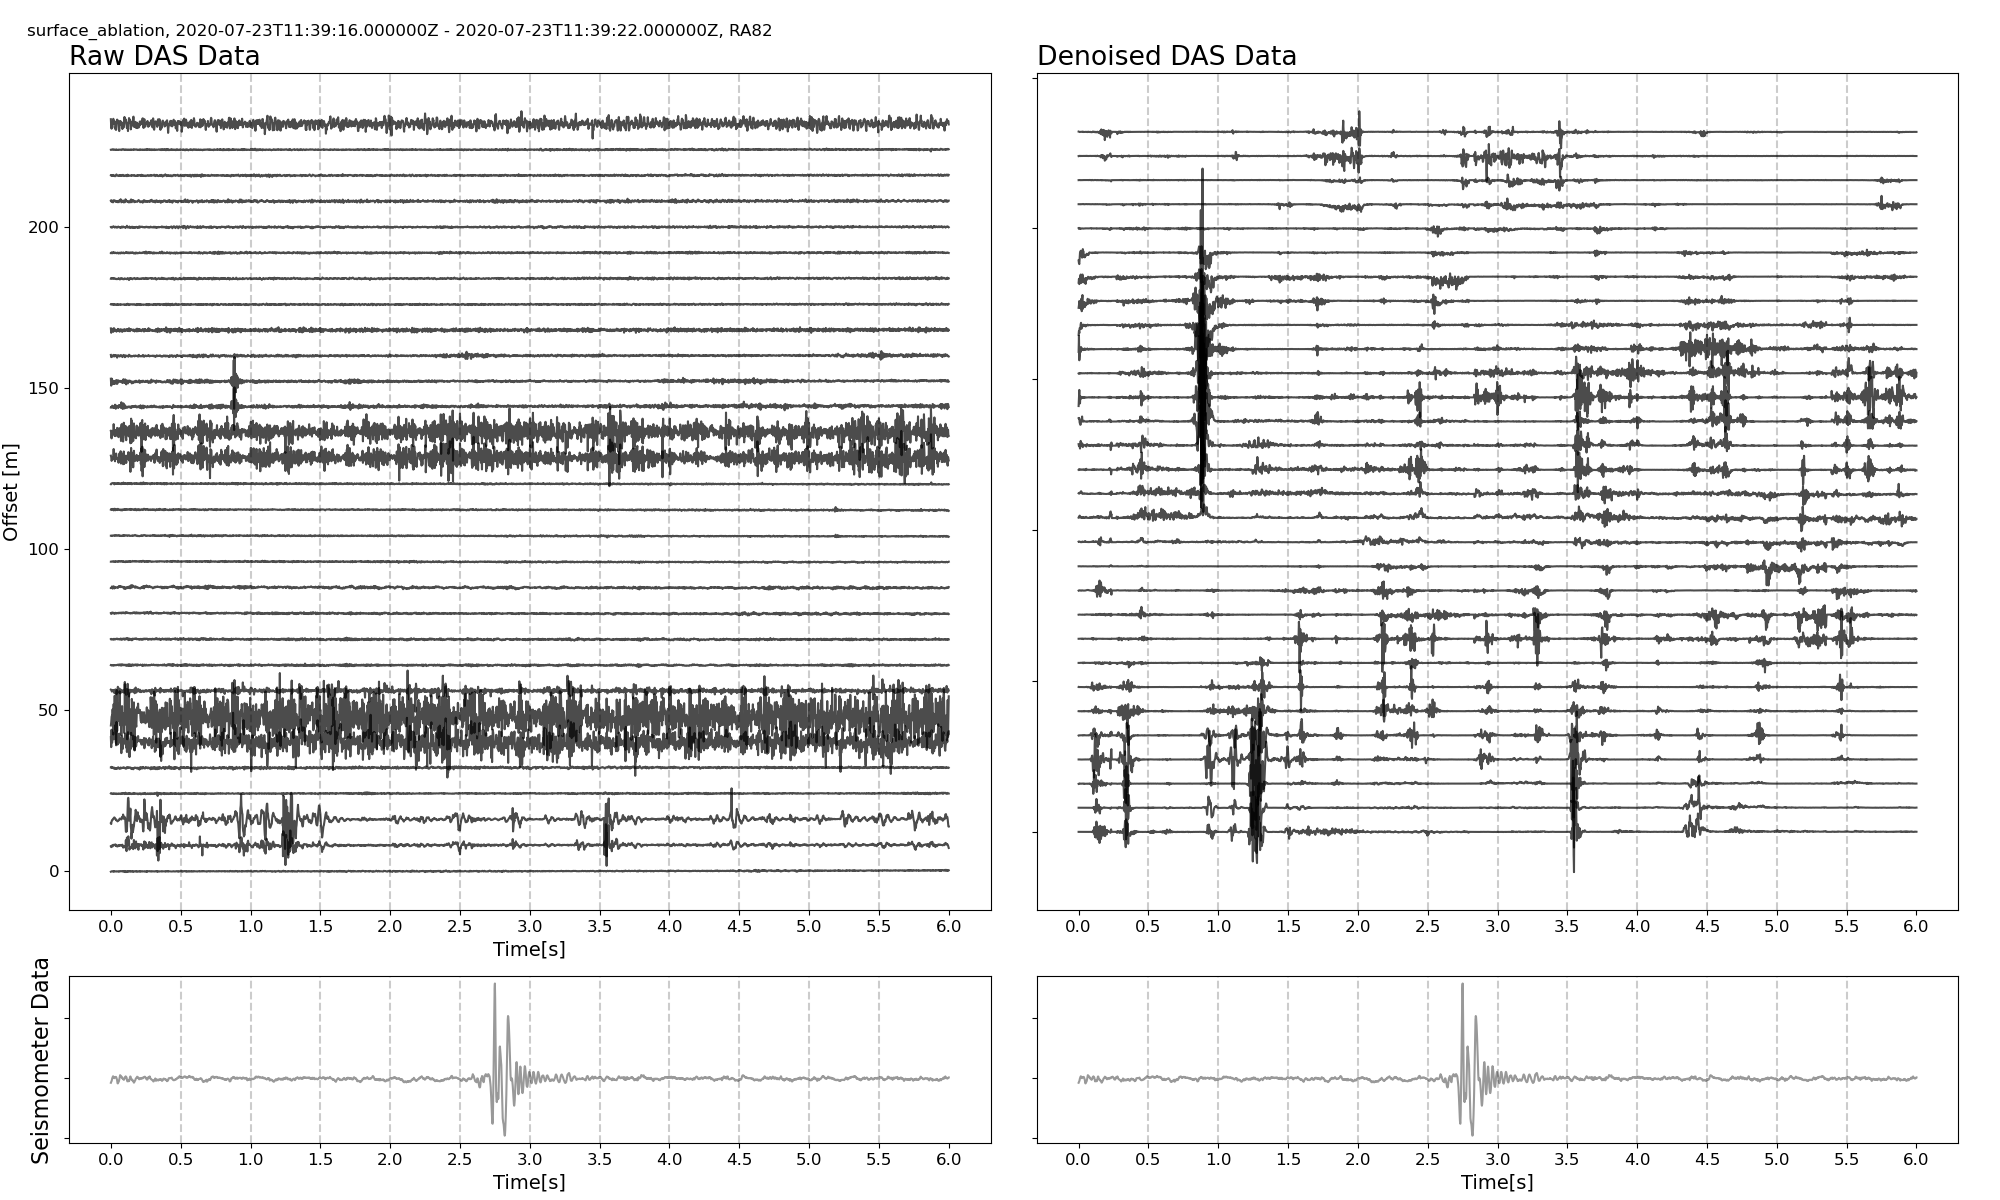 surface_ablation, 2020-07-23T11:39:16.000000Z - 2020-07-23T11:39:22.000000Z, RA82
Raw DAS Data
Denoised DAS Data
Offset [m]
200
150
100
50
0
0.0 0.5 1.0 1.5 2.0 2.5 3.0 3.5 4.0 4.5 5.0 5.5 6.0
Time[s]
0.0 0.5 1.0 1.5 2.0 2.5 3.0 3.5 4.0 4.5 5.0 5.5 6.0
Seismometer Data
0.0 0.5 1.0 1.5 2.0 2.5 3.0 3.5 4.0 4.5 5.0 5.5 6.0
Time[s]
0.0 0.5 1.0 1.5 2.0 2.5 3.0 3.5 4.0 4.5 5.0 5.5 6.0
Time[s]